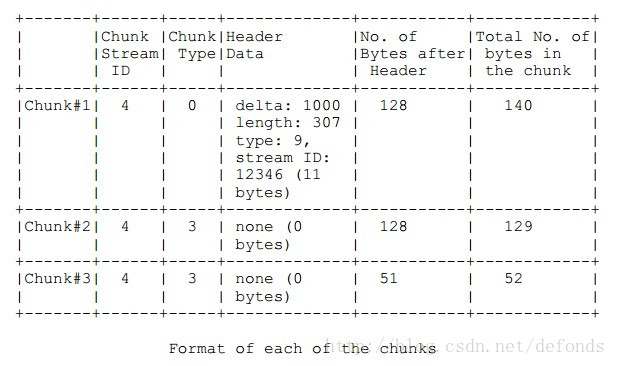 +-------+------+-----+-------------+-----------+------------+
|       |Chunk |Chunk|Header       |No. of     |Total No. of|
|       |Stream| Type|Data         |Bytes after| bytes in   |
|       | ID   |     |             | Header    | the chunk  |
+-------+------+-----+-------------+-----------+------------+
|Chunk#1|  4   |  0  | delta: 1000 |  128      |   140      |
|       |      |     | length: 307 |           |            |
|       |      |     | type: 9,    |           |            |
|       |      |     | stream ID:  |           |            |
|       |      |     | 12346 (11   |           |            |
|       |      |     | bytes)      |           |            |
+-------+------+-----+-------------+-----------+------------+
|Chunk#2|  4   |  3  | none (0     |  128      |   129      |
|       |      |     | bytes)      |           |            |
+-------+------+-----+-------------+-----------+------------+
|Chunk#3|  4   |  3  | none (0     |  51       |   52       |
|       |      |     | bytes)      |           |            |
+-------+------+-----+-------------+-----------+------------+
Format of each of the chunks
http://blog.csdn.net/defonds